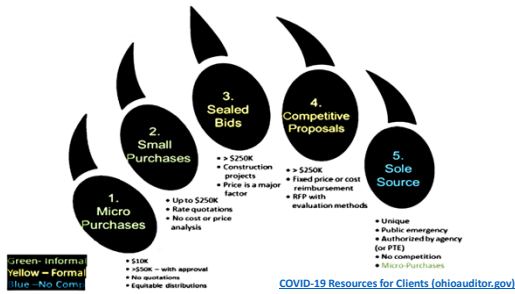 1.
Micro
Purchases
• $10K
• >$50K – with approval
• No quotations
• Equitable distributions
2.
Small
Purchases
• Up to $250K
• Rate quotations
• No cost or price
analysis
3.
Sealed
Bids
• > $250K
• Construction
projects
• Price is a major
factor
4.
Competitive
Proposals
• > $250K
• Fixed price or cost
reimbursement
• RFP with
evaluation methods
5.
Sole
Source
• Unique
• Public emergency
• Authorized by agency
(or PTE)
• No competition
• Micro-Purchases
Green- Informal
Yellow – Formal
Blue –No Comp
COVID-19 Resources for Clients (ohioauditor.gov)